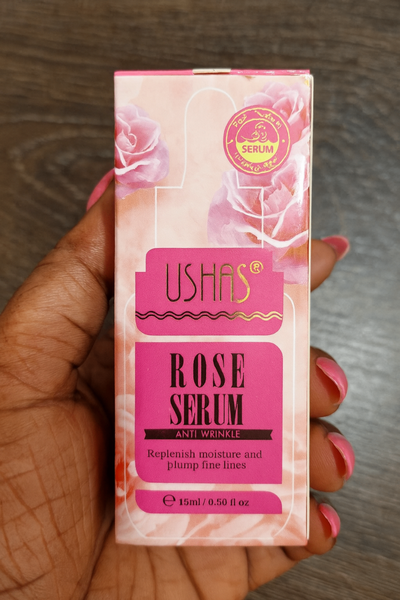 SERUM
USHAS®
ROSE
SERUM
ANTI WRINKLE
Replenish moisture and
plump fine lines
℮ 15ml / 0.50 fl oz